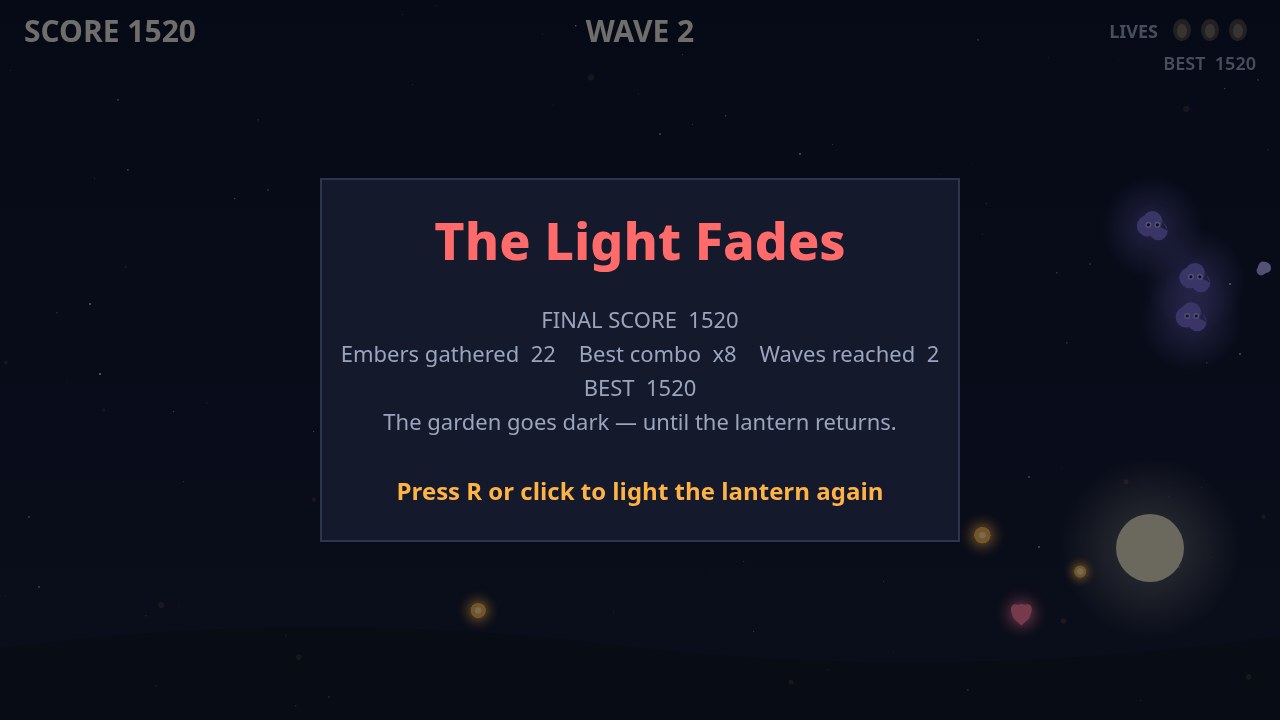 SCORE 1520
WAVE 2
LIVES
BEST 1520
The Light Fades
FINAL SCORE 1520
Embers gathered 22 Best combo x8 Waves reached 2
BEST 1520
The garden goes dark — until the lantern returns.
Press R or click to light the lantern again